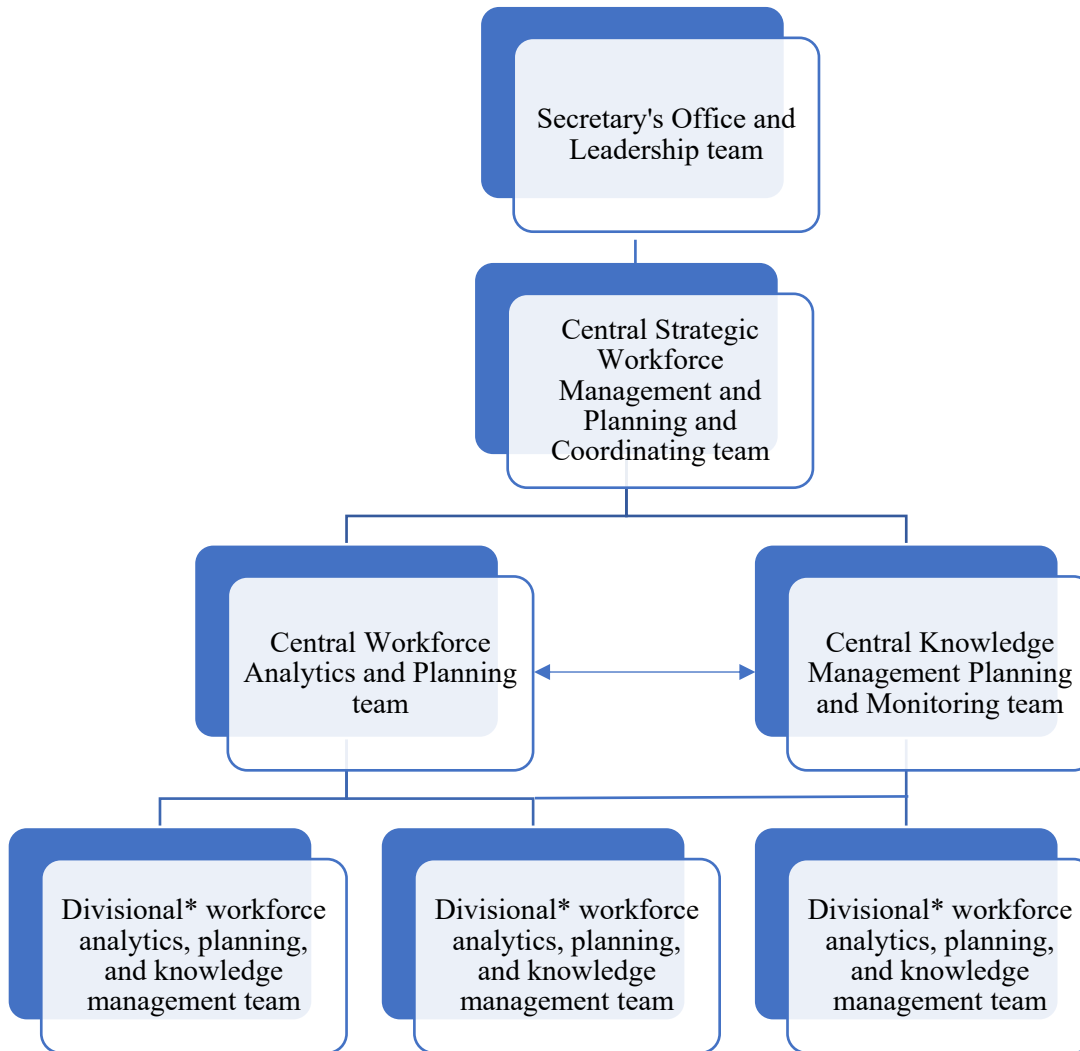 Secretary's Office and
Leadership team
Central Strategic
Workforce
Management and
Planning and
Coordinating team
Central Workforce
Analytics and Planning
team
Central Knowledge
Management Planning
and Monitoring team
Divisional* workforce
analytics, planning,
and knowledge
management team
Divisional* workforce
analytics, planning,
and knowledge
management team
Divisional* workforce
analytics, planning,
and knowledge
management team